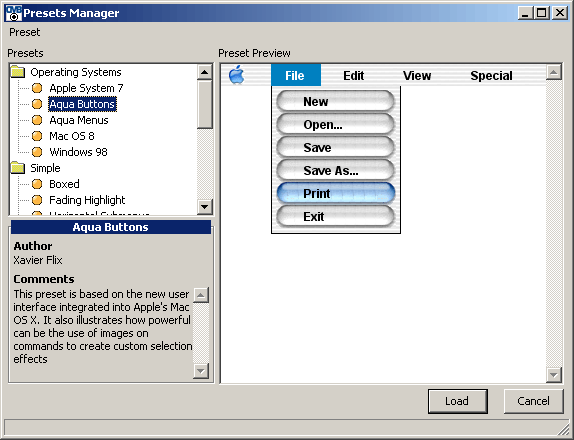 Presets Manager
Preset
Presets
Operating Systems
Apple System 7
Aqua Buttons
Aqua Menus
Mac OS 8
Windows 98
Simple
Boxed
Fading Highlight
Horizontal Submenus
Aqua Buttons
Author
Xavier Flix
Comments
This preset is based on the new user
interface integrated into Apple's Mac
OS X. It also illustrates how powerful
can be the use of images on
commands to create custom selection
effects
Preset Preview
File Edit View Special
New
Open...
Save
Save As...
Print
Exit
Load Cancel